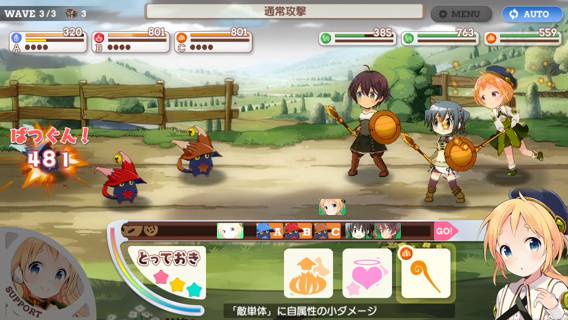 WAVE 3/3 3
通常攻撃
MENU
AUTO
A 320
B 801
C 801
385
763
559
ばつぐん！
481
A B C GO!
とっておき
SUPPORT
「敵単体」に自属性の小ダメージ